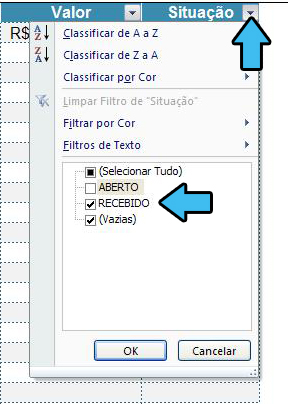 Valor Situação
R$
Classificar de A a Z
Classificar de Z a A
Classificar por Cor
Limpar Filtro de "Situação"
Filtrar por Cor
Filtros de Texto
(Selecionar Tudo)
ABERTO
RECEBIDO
(Vazias)
OK Cancelar